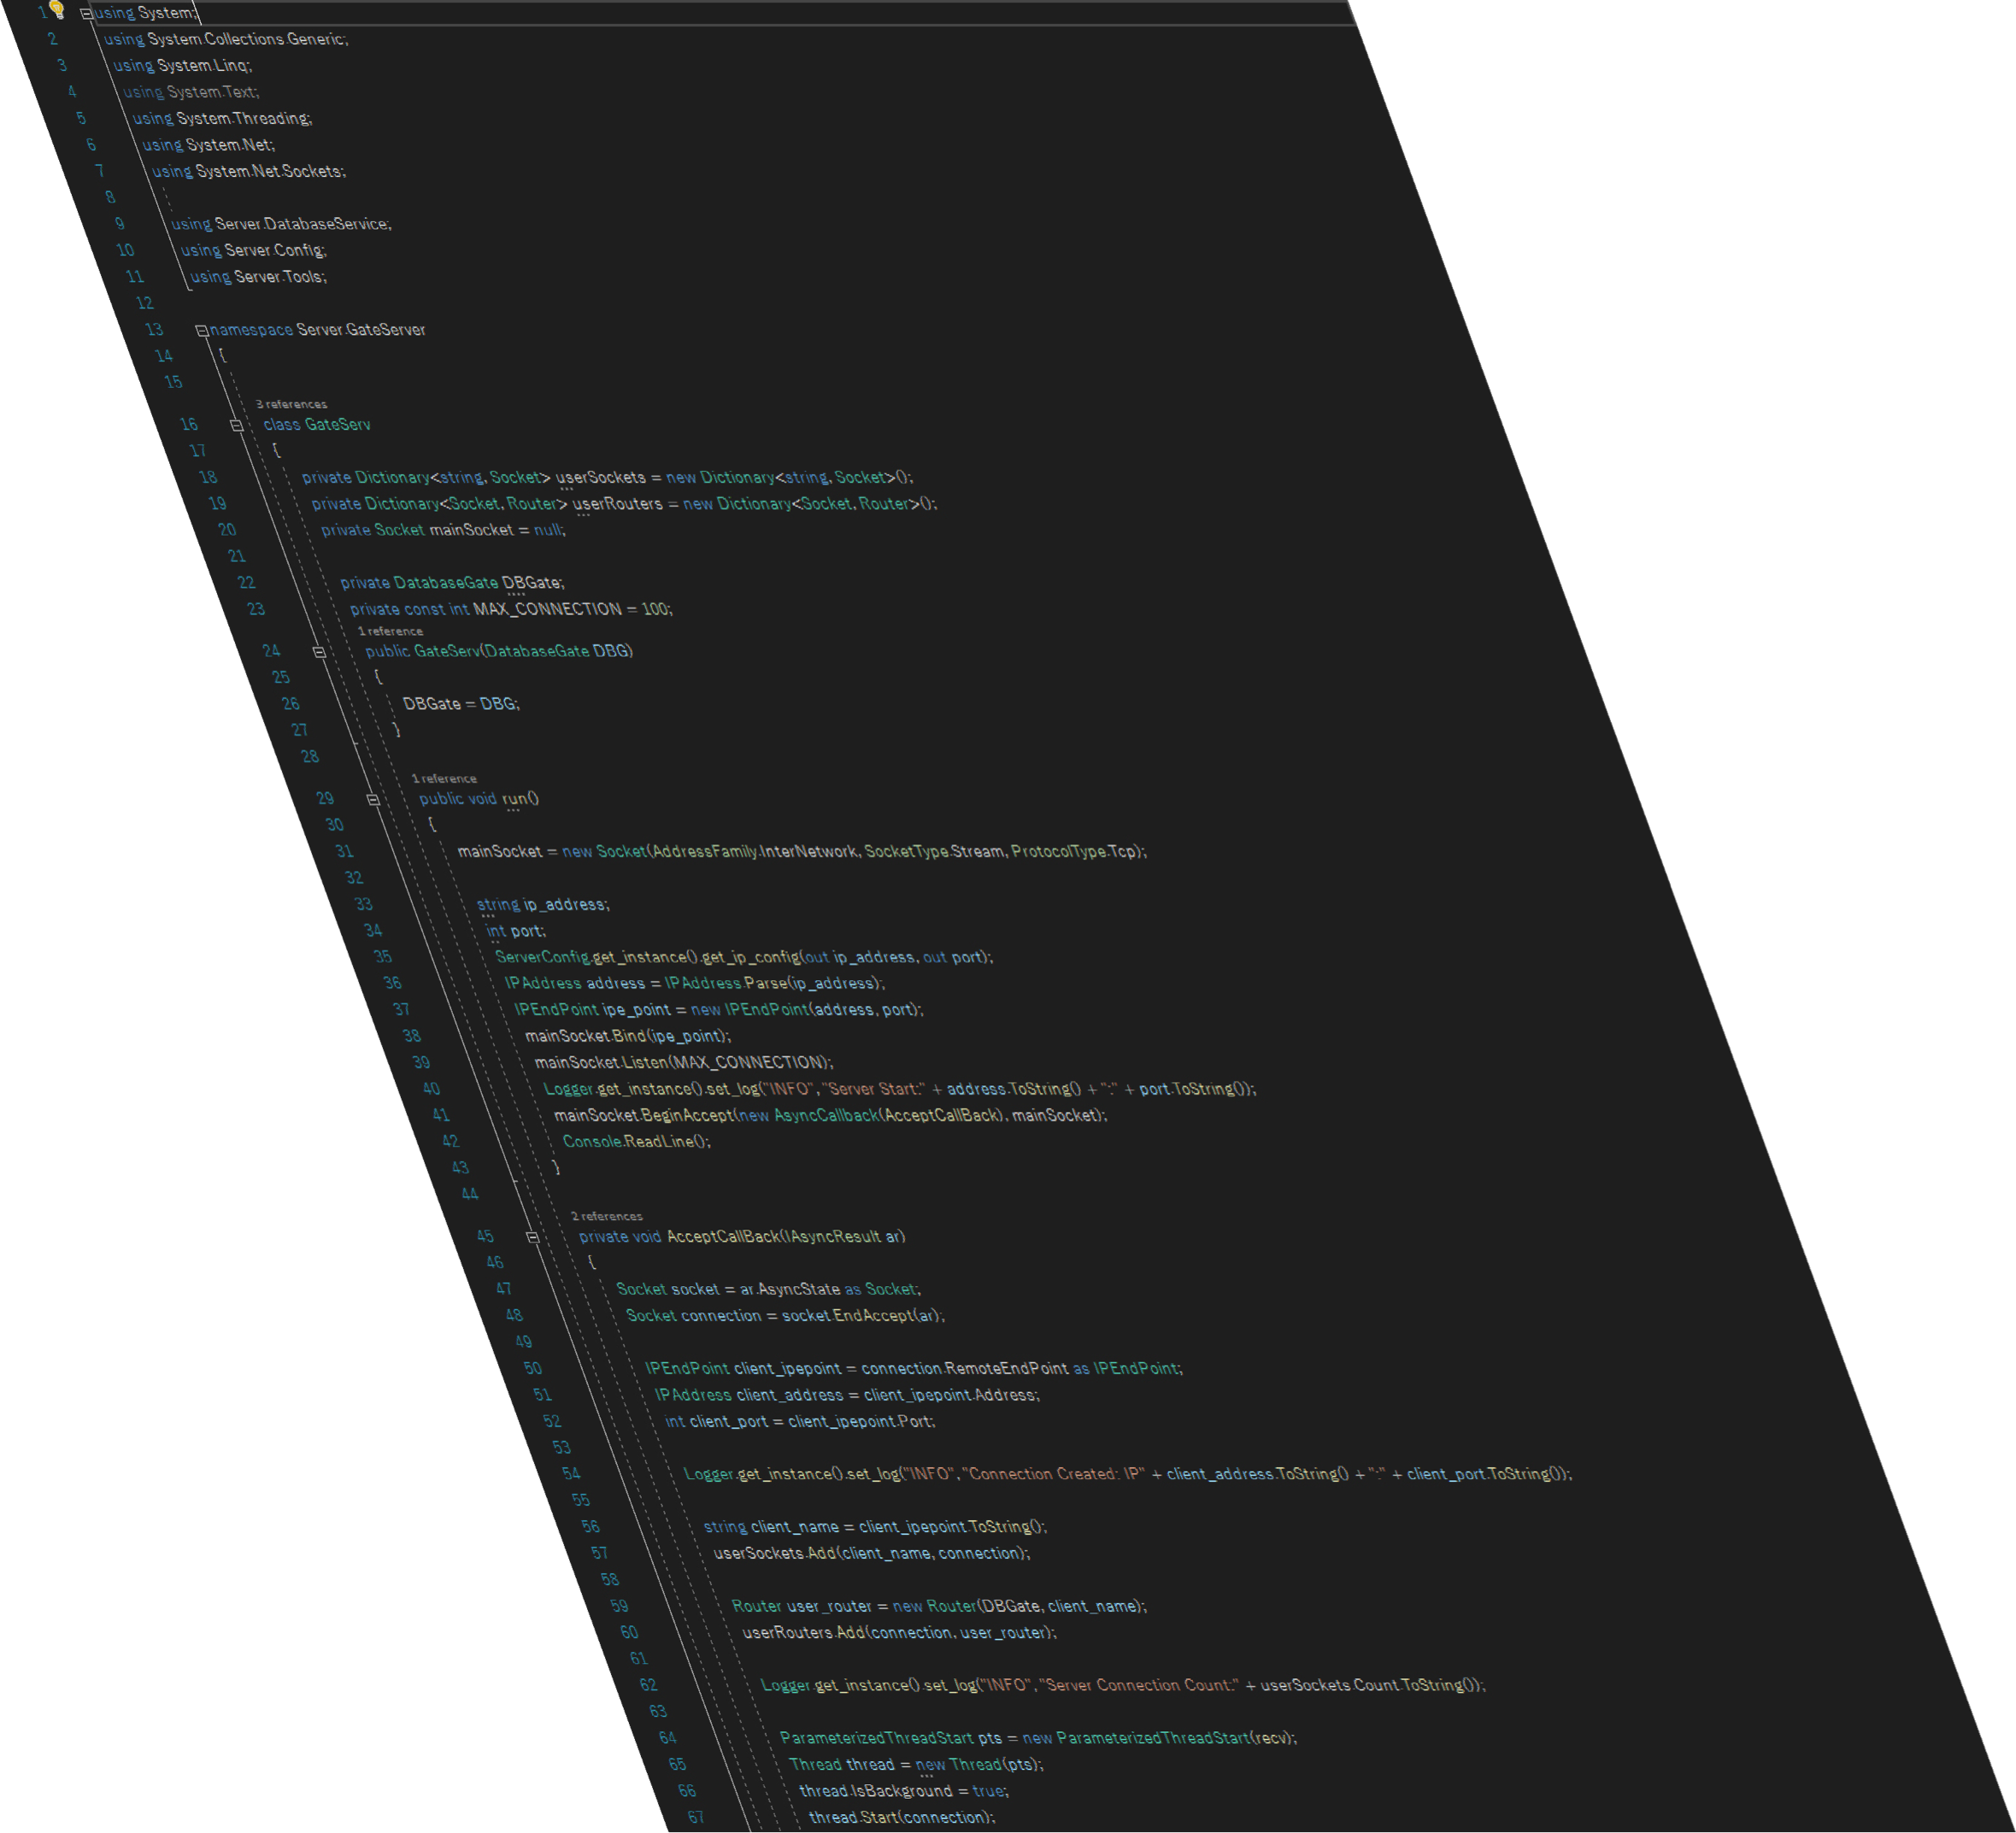 1 using System;
2 using System.Collections.Generic;
3 using System.Linq;
4 using System.Text;
5 using System.Threading;
6 using System.Net;
7 using System.Net.Sockets;
8
9 using Server.DatabaseService;
10 using Server.Config;
11 using Server.Tools;
12
13 namespace Server.GateServer
14 {
15
3 references
16 class GateServ
17 {
18 private Dictionary<string, Socket> userSockets = new Dictionary<string, Socket>();
19 private Dictionary<Socket, Router> userRouters = new Dictionary<Socket, Router>();
20 private Socket mainSocket = null;
21
22 private DatabaseGate DBGate;
23 private const int MAX_CONNECTION = 100;
1 reference
24 public GateServ(DatabaseGate DBG)
25 {
26 DBGate = DBG;
27 }
28
1 reference
29 public void run()
30 {
31 mainSocket = new Socket(AddressFamily.InterNetwork, SocketType.Stream, ProtocolType.Tcp);
32
33 string ip_address;
34 int port;
35 ServerConfig.get_instance().get_ip_config(out ip_address, out port);
36 IPAddress address = IPAddress.Parse(ip_address);
37 IPEndPoint ipe_point = new IPEndPoint(address, port);
38 mainSocket.Bind(ipe_point);
39 mainSocket.Listen(MAX_CONNECTION);
40 Logger.get_instance().set_log("INFO","Server Start:" + address.ToString() +":" + port.ToString());
41 mainSocket.BeginAccept(new AsyncCallback(AcceptCallBack), mainSocket);
42 Console.ReadLine();
43 }
44
2 references
45 private void AcceptCallBack(IAsyncResult ar)
46 {
47 Socket socket = ar.AsyncState as Socket;
48 Socket connection = socket.EndAccept(ar);
49
50 IPEndPoint client_ipepoint = connection.RemoteEndPoint as IPEndPoint;
51 IPAddress client_address = client_ipepoint.Address;
52 int client_port = client_ipepoint.Port;
53
54 Logger.get_instance().set_log("INFO","Connection Created: IP" + client_address.ToString() +":" + client_port.ToString());
55
56 string client_name = client_ipepoint.ToString();
57 userSockets.Add(client_name, connection);
58
59 Router user_router = new Router(DBGate, client_name);
60 userRouters.Add(connection, user_router);
61
62 Logger.get_instance().set_log("INFO","Server Connection Count:" + userSockets.Count.ToString());
63
64 ParameterizedThreadStart pts = new ParameterizedThreadStart(recv);
65 Thread thread = new Thread(pts);
66 thread.IsBackground = true;
67 thread.Start(connection);